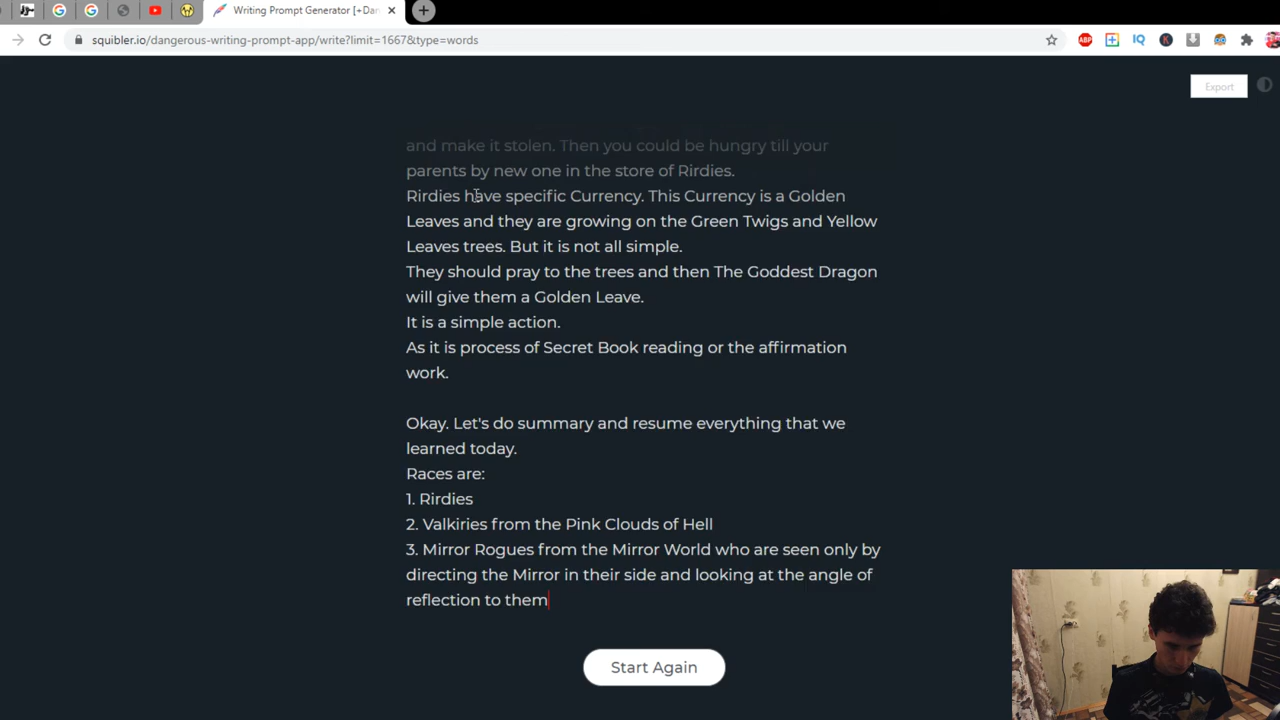 Writing Prompt Generator [+Dan
squibler.io/dangerous-writing-prompt-app/write?limit=1667&type=words
ABP
IQ
K
Export
and make it stolen. Then you could be hungry till your
parents by new one in the store of Rirdies.
Rirdies have specific Currency. This Currency is a Golden
Leaves and they are growing on the Green Twigs and Yellow
Leaves trees. But it is not all simple.
They should pray to the trees and then The Goddest Dragon
will give them a Golden Leave.
It is a simple action.
As it is process of Secret Book reading or the affirmation
work.
Okay. Let's do summary and resume everything that we
learned today.
Races are:
1. Rirdies
2. Valkiries from the Pink Clouds of Hell
3. Mirror Rogues from the Mirror World who are seen only by
directing the Mirror in their side and looking at the angle of
reflection to them
Start Again